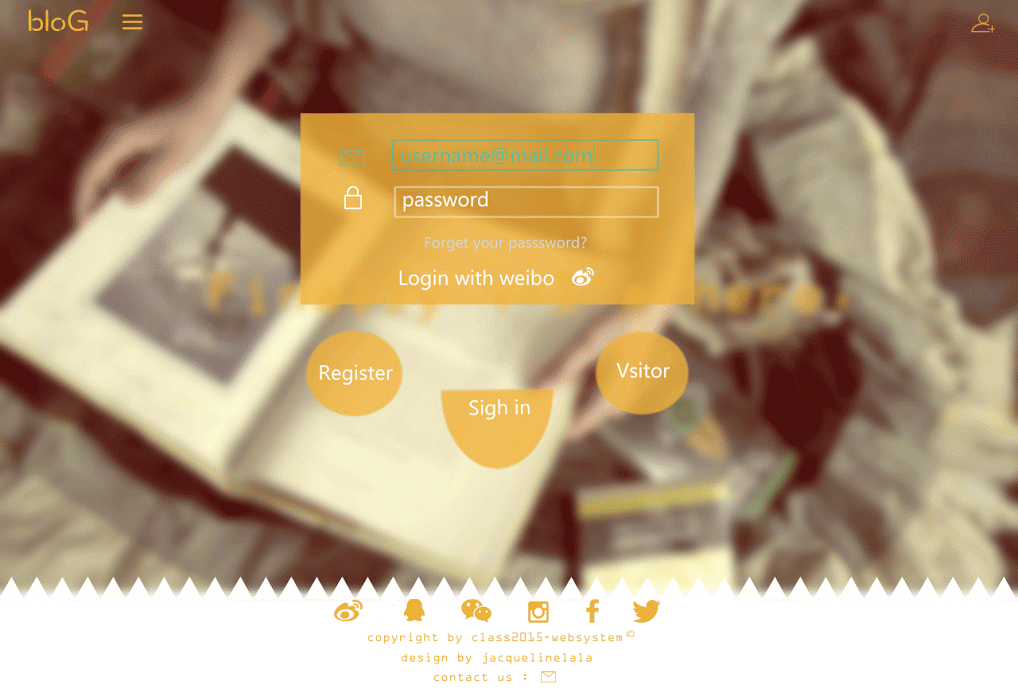 bloG
username@mail.com
password
Forget your passsword?
Login with weibo
Register
Vsitor
Sigh in
copyright by class2015-websystem©
design by jacquelinelala
contact us :